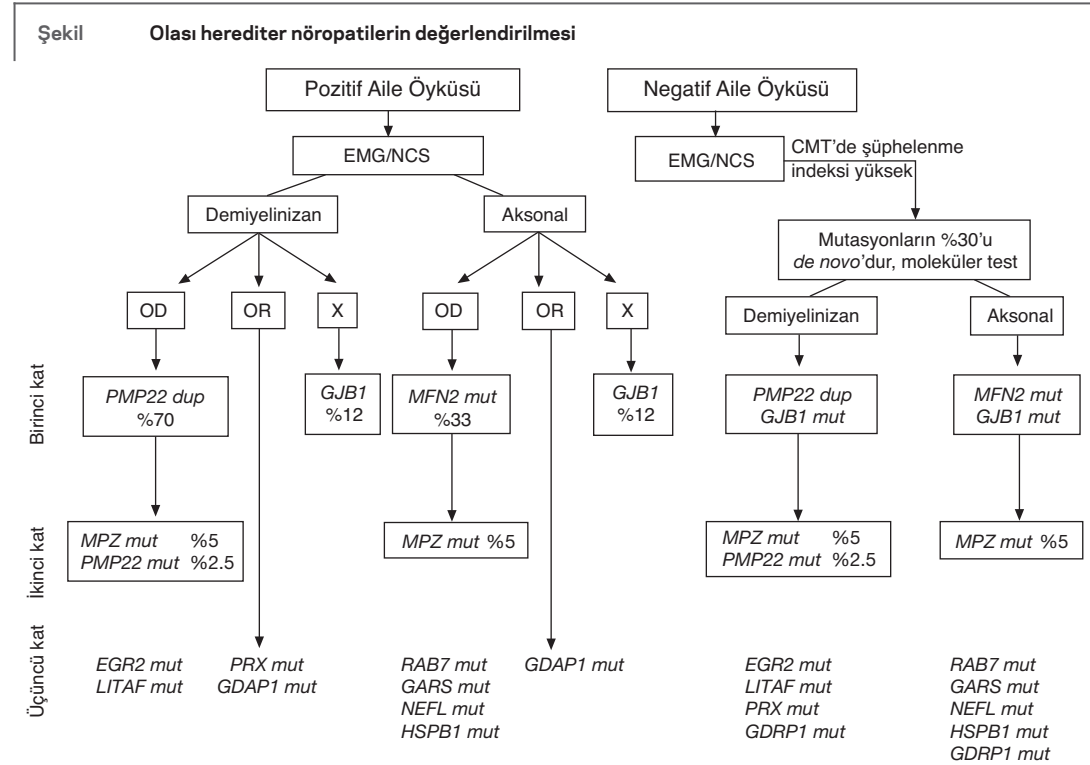 Şekil Olası herediter nöropatilerin değerlendirilmesi
Pozitif Aile Öyküsü
Negatif Aile Öyküsü
EMG/NCS
EMG/NCS
CMT'de şüphelenme
indeksi yüksek
Demiyelinizan
Aksonal
Mutasyonların %30'u
de novo'dur, moleküler test
OD
OR
X
OD
OR
X
Demiyelinizan
Aksonal
Birinci kat
PMP22 dup
%70
GJB1
%12
MFN2 mut
%33
GJB1
%12
PMP22 dup
GJB1 mut
MFN2 mut
GJB1 mut
İkinci kat
MPZ mut %5
PMP22 mut %2.5
MPZ mut %5
MPZ mut %5
PMP22 mut %2.5
MPZ mut %5
Üçüncü kat
EGR2 mut
LITAF mut
PRX mut
GDAP1 mut
RAB7 mut
GARS mut
NEFL mut
HSPB1 mut
GDAP1 mut
EGR2 mut
LITAF mut
PRX mut
GDRP1 mut
RAB7 mut
GARS mut
NEFL mut
HSPB1 mut
GDRP1 mut